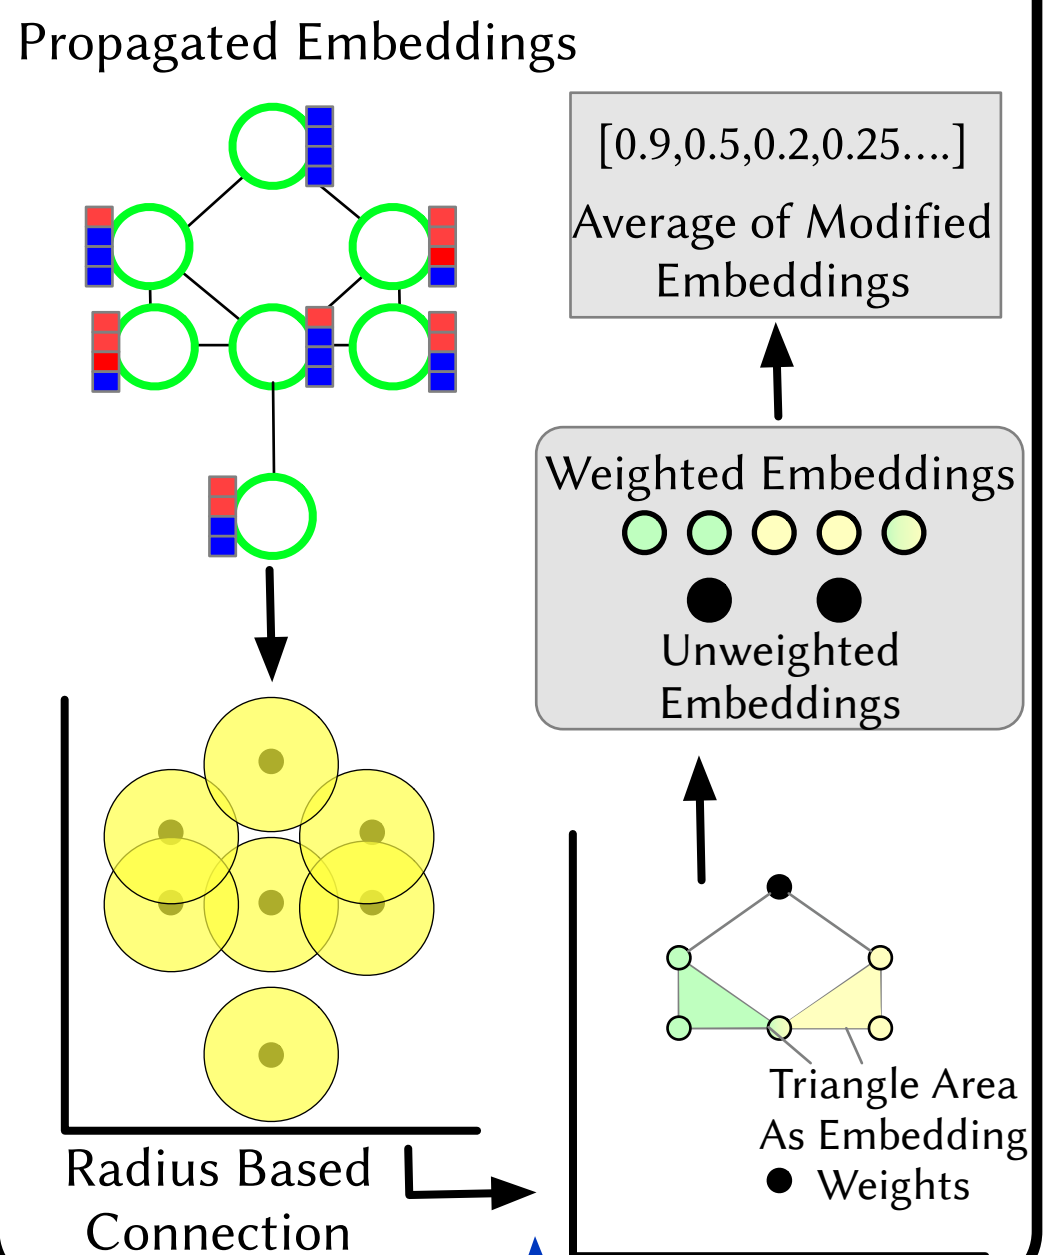 Propagated Embeddings
[0.9,0.5,0.2,0.25....]
Average of Modified
Embeddings
Weighted Embeddings
Unweighted
Embeddings
Triangle Area
As Embedding
Weights
Radius Based
Connection